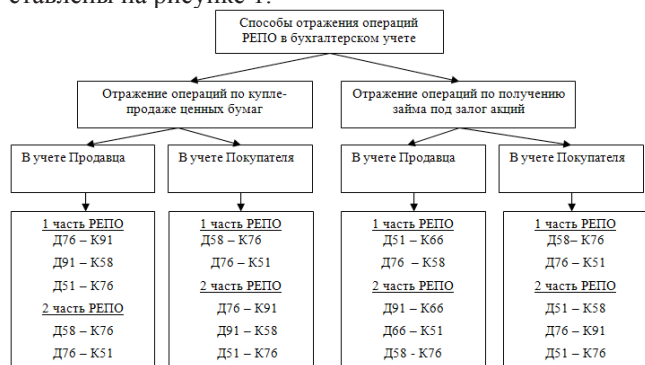 ставлены на рисунке 1.
Способы отражения операций
РЕПО в бухгалтерском учете
Отражение операций по купле-
продаже ценных бумаг
Отражение операций по получению
займа под залог акций
В учете Продавца
В учете Покупателя
В учете Продавца
В учете Покупателя
1 часть РЕПО
Д76 – К91
Д91 – К58
Д51 – К76
2 часть РЕПО
Д58 – К76
Д76 – К51
1 часть РЕПО
Д58 – К76
Д76 – К51
2 часть РЕПО
Д76 – К91
Д91 – К58
Д51 – К76
1 часть РЕПО
Д51 – К66
Д76 – К58
2 часть РЕПО
Д91 – К66
Д66 – К51
Д58 - К76
1 часть РЕПО
Д58– К76
Д76 – К51
2 часть РЕПО
Д51 – К58
Д76 – К91
Д51 – К76